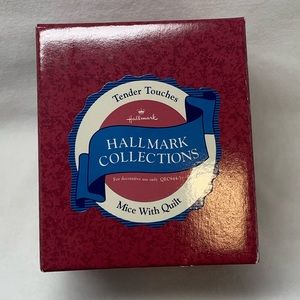 Tender Touches
Hallmark
HALLMARK
COLLECTIONS
For decorative use only
Mice With Quilt